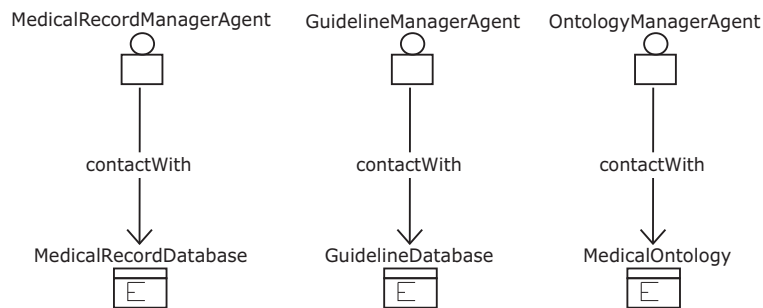 MedicalRecordManagerAgent
GuidelineManagerAgent
OntologyManagerAgent
contactWith
contactWith
contactWith
MedicalRecordDatabase
GuidelineDatabase
MedicalOntology
E
E
E